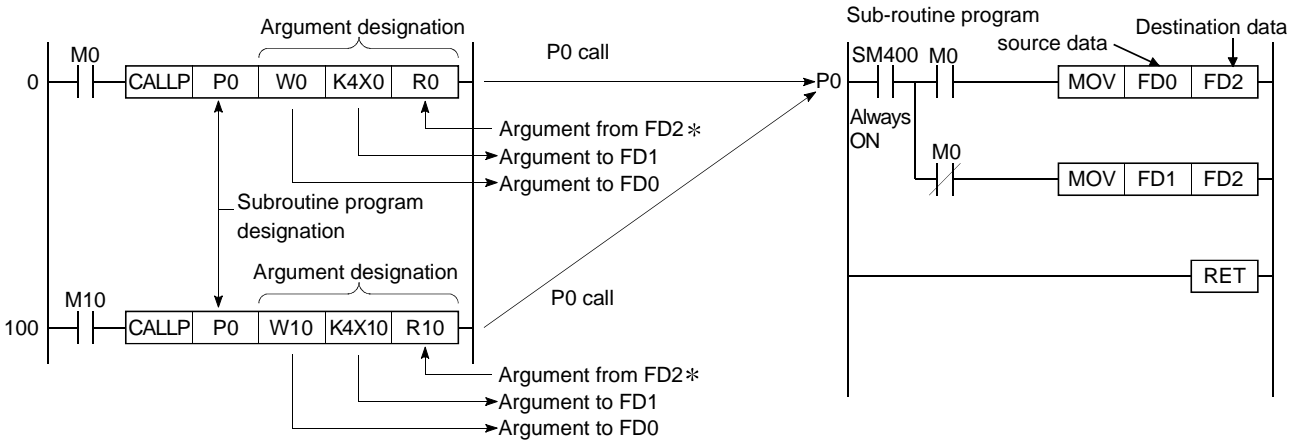 Argument designation
M0
0
CALLP P0 W0 K4X0 R0
Argument from FD2*
Argument to FD1
Argument to FD0
Subroutine program
designation
Argument designation
M10
100
CALLP P0 W10 K4X10 R10
Argument from FD2*
Argument to FD1
Argument to FD0
P0 call
P0 call
Sub-routine program
source data
Destination data
P0
SM400 M0
MOV FD0 FD2
Always
ON
M0
MOV FD1 FD2
RET